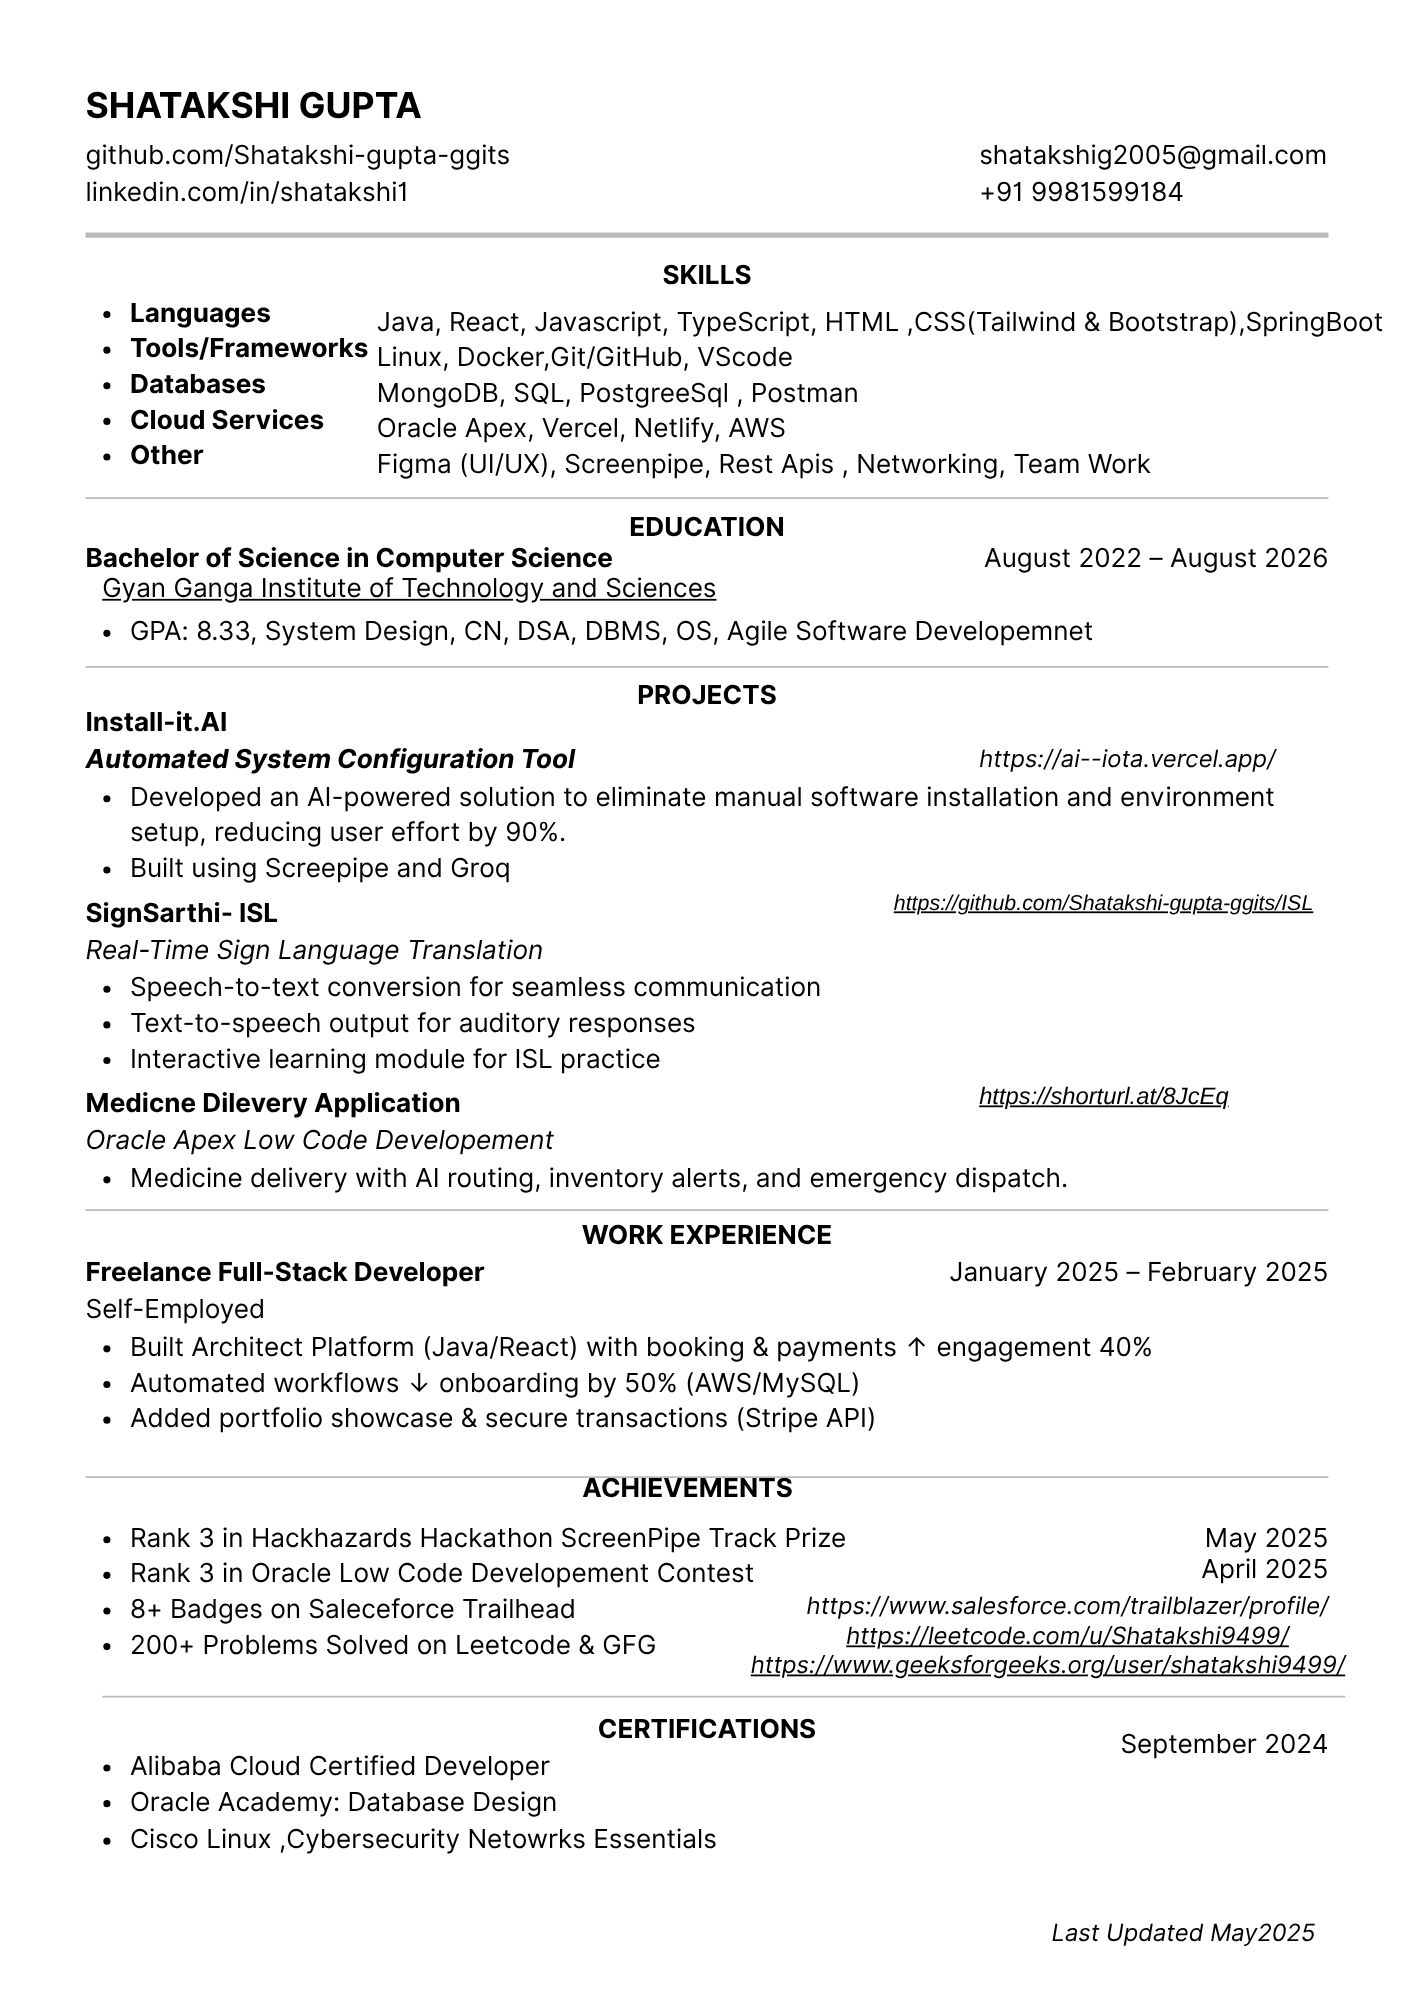 SHATAKSHI GUPTA
github.com/Shatakshi-gupta-ggits shatakshig2005@gmail.com
linkedin.com/in/shatakshi1 +91 9981599184
SKILLS
• Languages Java, React, Javascript, TypeScript, HTML ,CSS(Tailwind & Bootstrap),SpringBoot
• Tools/Frameworks Linux, Docker,Git/GitHub, VScode
• Databases MongoDB, SQL, PostgreeSql , Postman
• Cloud Services Oracle Apex, Vercel, Netlify, AWS
• Other Figma (UI/UX), Screenpipe, Rest Apis , Networking, Team Work
EDUCATION
Bachelor of Science in Computer Science August 2022 – August 2026
Gyan Ganga Institute of Technology and Sciences
• GPA: 8.33, System Design, CN, DSA, DBMS, OS, Agile Software Developemnet
PROJECTS
Install-it.AI
Automated System Configuration Tool https://ai--iota.vercel.app/
• Developed an AI-powered solution to eliminate manual software installation and environment
setup, reducing user effort by 90%.
• Built using Screepipe and Groq
SignSarthi- ISL https://github.com/Shatakshi-gupta-ggits/ISL
Real-Time Sign Language Translation
• Speech-to-text conversion for seamless communication
• Text-to-speech output for auditory responses
• Interactive learning module for ISL practice
Medicne Dilevery Application https://shorturl.at/8JcEq
Oracle Apex Low Code Developement
• Medicine delivery with AI routing, inventory alerts, and emergency dispatch.
WORK EXPERIENCE
Freelance Full-Stack Developer January 2025 – February 2025
Self-Employed
• Built Architect Platform (Java/React) with booking & payments ↑ engagement 40%
• Automated workflows ↓ onboarding by 50% (AWS/MySQL)
• Added portfolio showcase & secure transactions (Stripe API)
ACHIEVEMENTS
• Rank 3 in Hackhazards Hackathon ScreenPipe Track Prize May 2025
• Rank 3 in Oracle Low Code Developement Contest April 2025
• 8+ Badges on Saleceforce Trailhead https://www.salesforce.com/trailblazer/profile/
• 200+ Problems Solved on Leetcode & GFG https://leetcode.com/u/Shatakshi9499/
https://www.geeksforgeeks.org/user/shatakshi9499/
CERTIFICATIONS
September 2024
• Alibaba Cloud Certified Developer
• Oracle Academy: Database Design
• Cisco Linux ,Cybersecurity Netowrks Essentials
Last Updated May2025